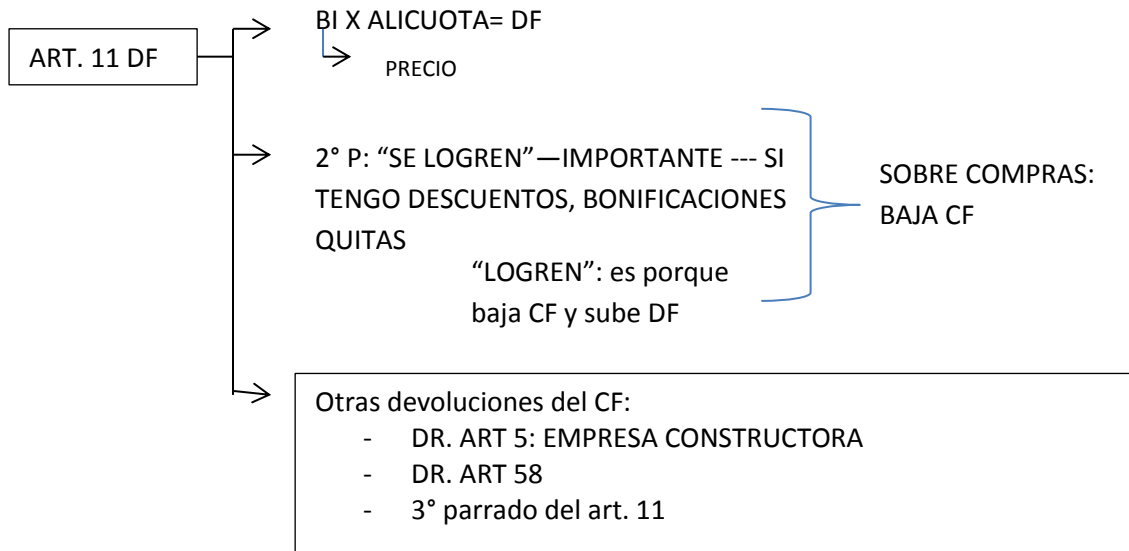 ART. 11 DF
BI X ALICUOTA= DF
PRECIO
2° P: “SE LOGREN”—IMPORTANTE --- SI
TENGO DESCUENTOS, BONIFICACIONES
QUITAS
“LOGREN”: es porque
baja CF y sube DF
SOBRE COMPRAS:
BAJA CF
Otras devoluciones del CF:
- DR. ART 5: EMPRESA CONSTRUCTORA
- DR. ART 58
- 3° parrado del art. 11